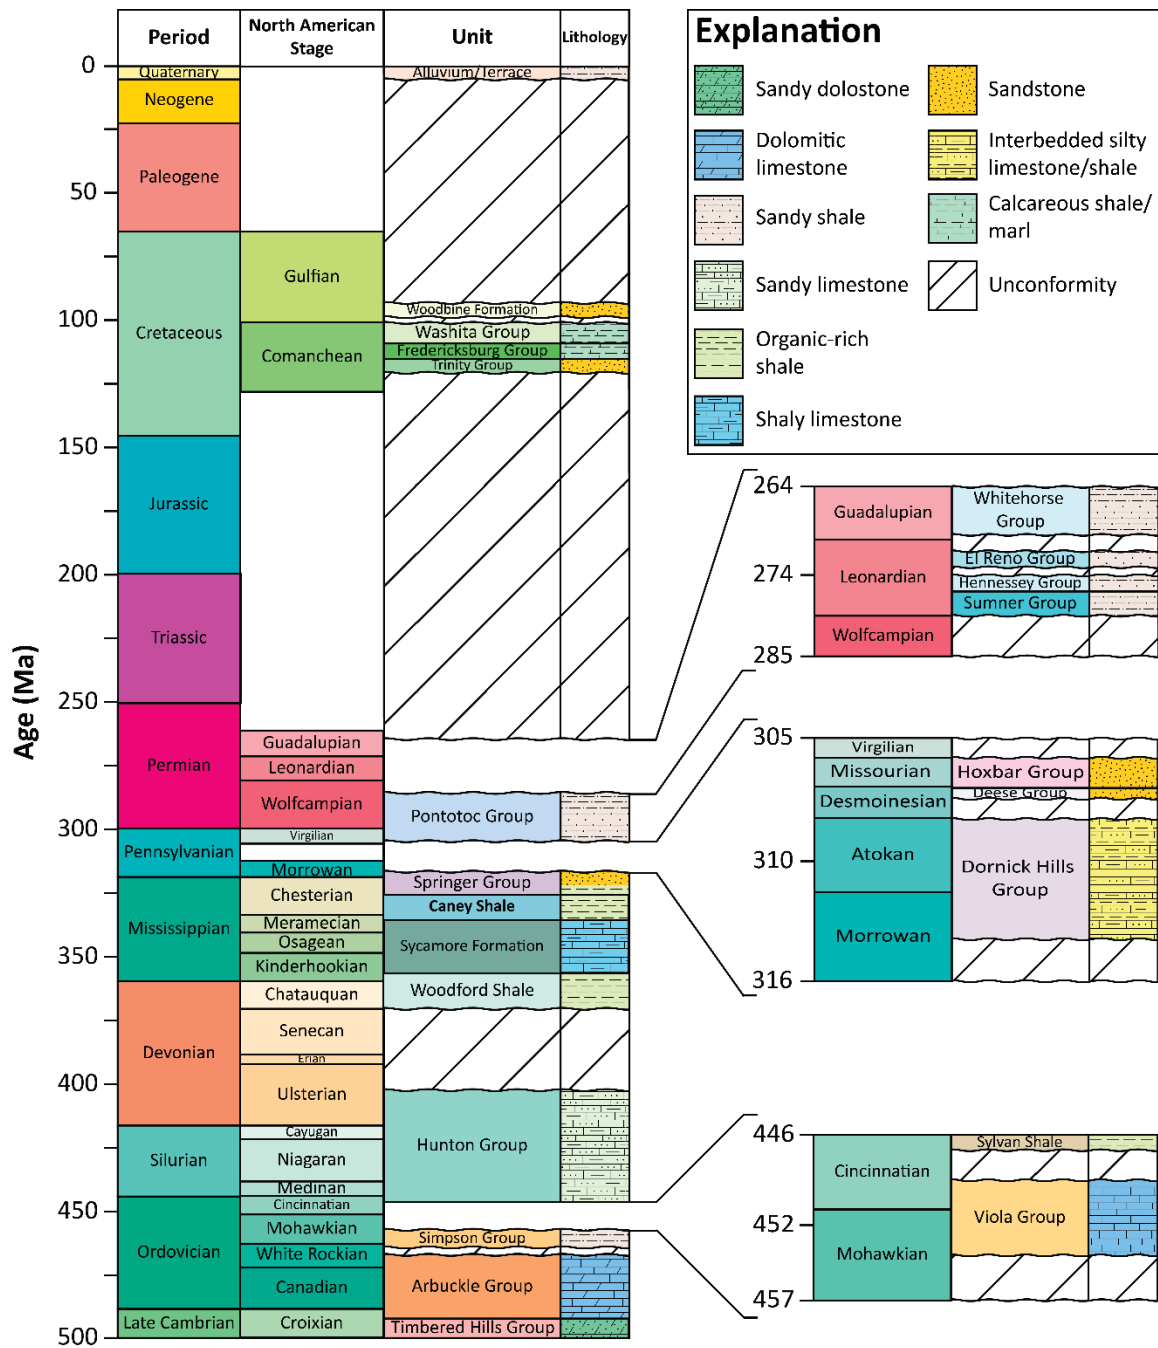 Period
North American
Stage
Unit
Lithology
Age (Ma)
0
50
100
150
200
250
300
350
400
450
500
Quaternary
Neogene
Paleogene
Cretaceous
Jurassic
Triassic
Permian
Pennsylvanian
Mississippian
Devonian
Silurian
Ordovician
Late Cambrian
Gulfian
Comanchean
Guadalupian
Leonardian
Wolfcampian
Virgilian
Morrowan
Chesterian
Meramecian
Osagean
Kinderhookian
Chatauquan
Senecan
Erian
Ulsterian
Cayugan
Niagaran
Medinan
Cincinnatian
Mohawkian
White Rockian
Canadian
Croixian
Alluvium/Terrace
Woodbine Formation
Washita Group
Fredericksburg Group
Trinity Group
Pontotoc Group
Springer Group
Caney Shale
Sycamore Formation
Woodford Shale
Hunton Group
Simpson Group
Arbuckle Group
Timbered Hills Group
Explanation
Sandy dolostone
Dolomitic
limestone
Sandy shale
Sandy limestone
Organic-rich
shale
Shaly limestone
Sandstone
Interbedded silty
limestone/shale
Calcareous shale/
marl
Unconformity
264
274
285
Guadalupian
Leonardian
Wolfcampian
Whitehorse
Group
El Reno Group
Hennessey Group
Sumner Group
305
310
316
Virgilian
Missourian
Desmoinesian
Atokan
Morrowan
Hoxbar Group
Deese Group
Dornick Hills
Group
446
452
457
Cincinnatian
Mohawkian
Sylvan Shale
Viola Group